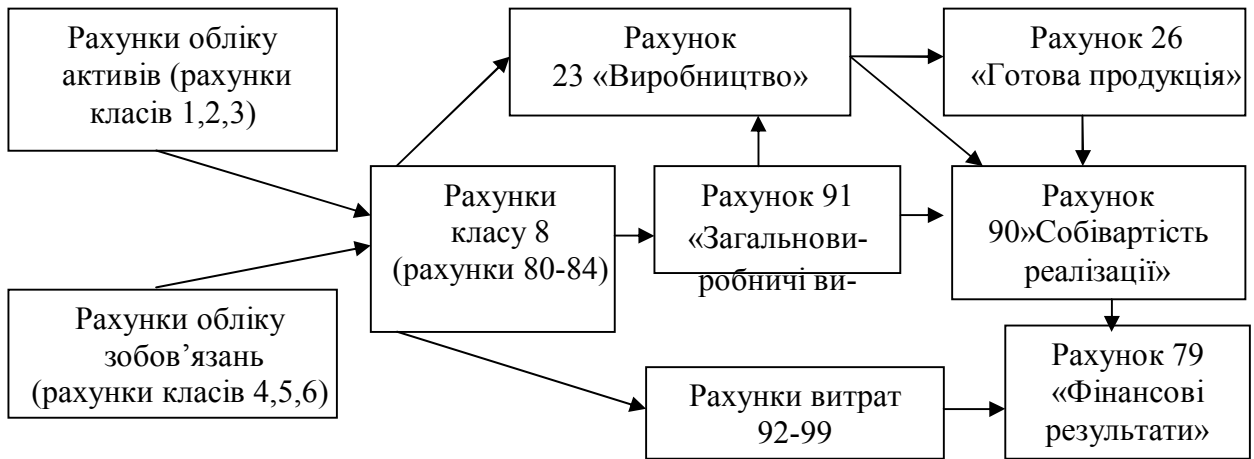 Рахунки обліку
активів (рахунки
класів 1,2,3)
Рахунок
23 «Виробництво»
Рахунок 26
«Готова продукція»
Рахунки
класу 8
(рахунки 80-84)
Рахунок 91
«Загальнови-
робничі ви-
Рахунок
90»Собівартість
реалізації»
Рахунки обліку
зобов’язань
(рахунки класів 4,5,6)
Рахунки витрат
92-99
Рахунок 79
«Фінансові
результати»